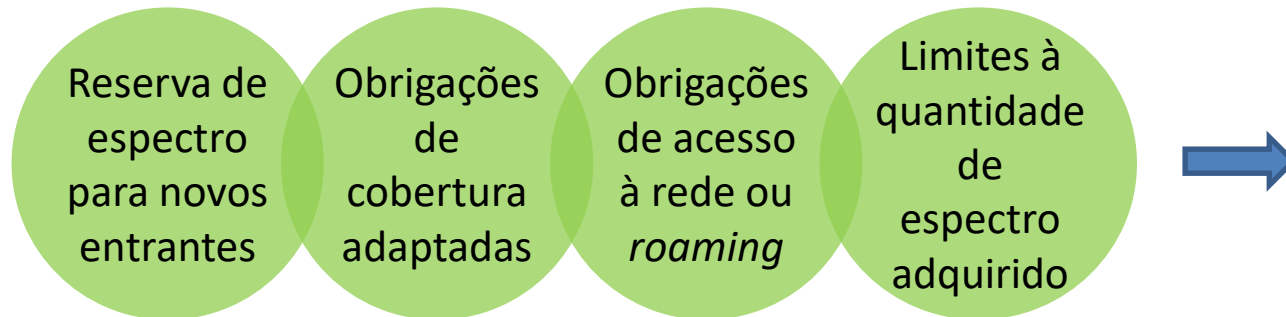 Reserva de
espectro
para novos
entrantes
Obrigações
de
cobertura
adaptadas
Obrigações
de acesso
à rede ou
roaming
Limites à
quantidade
de
espectro
adquirido